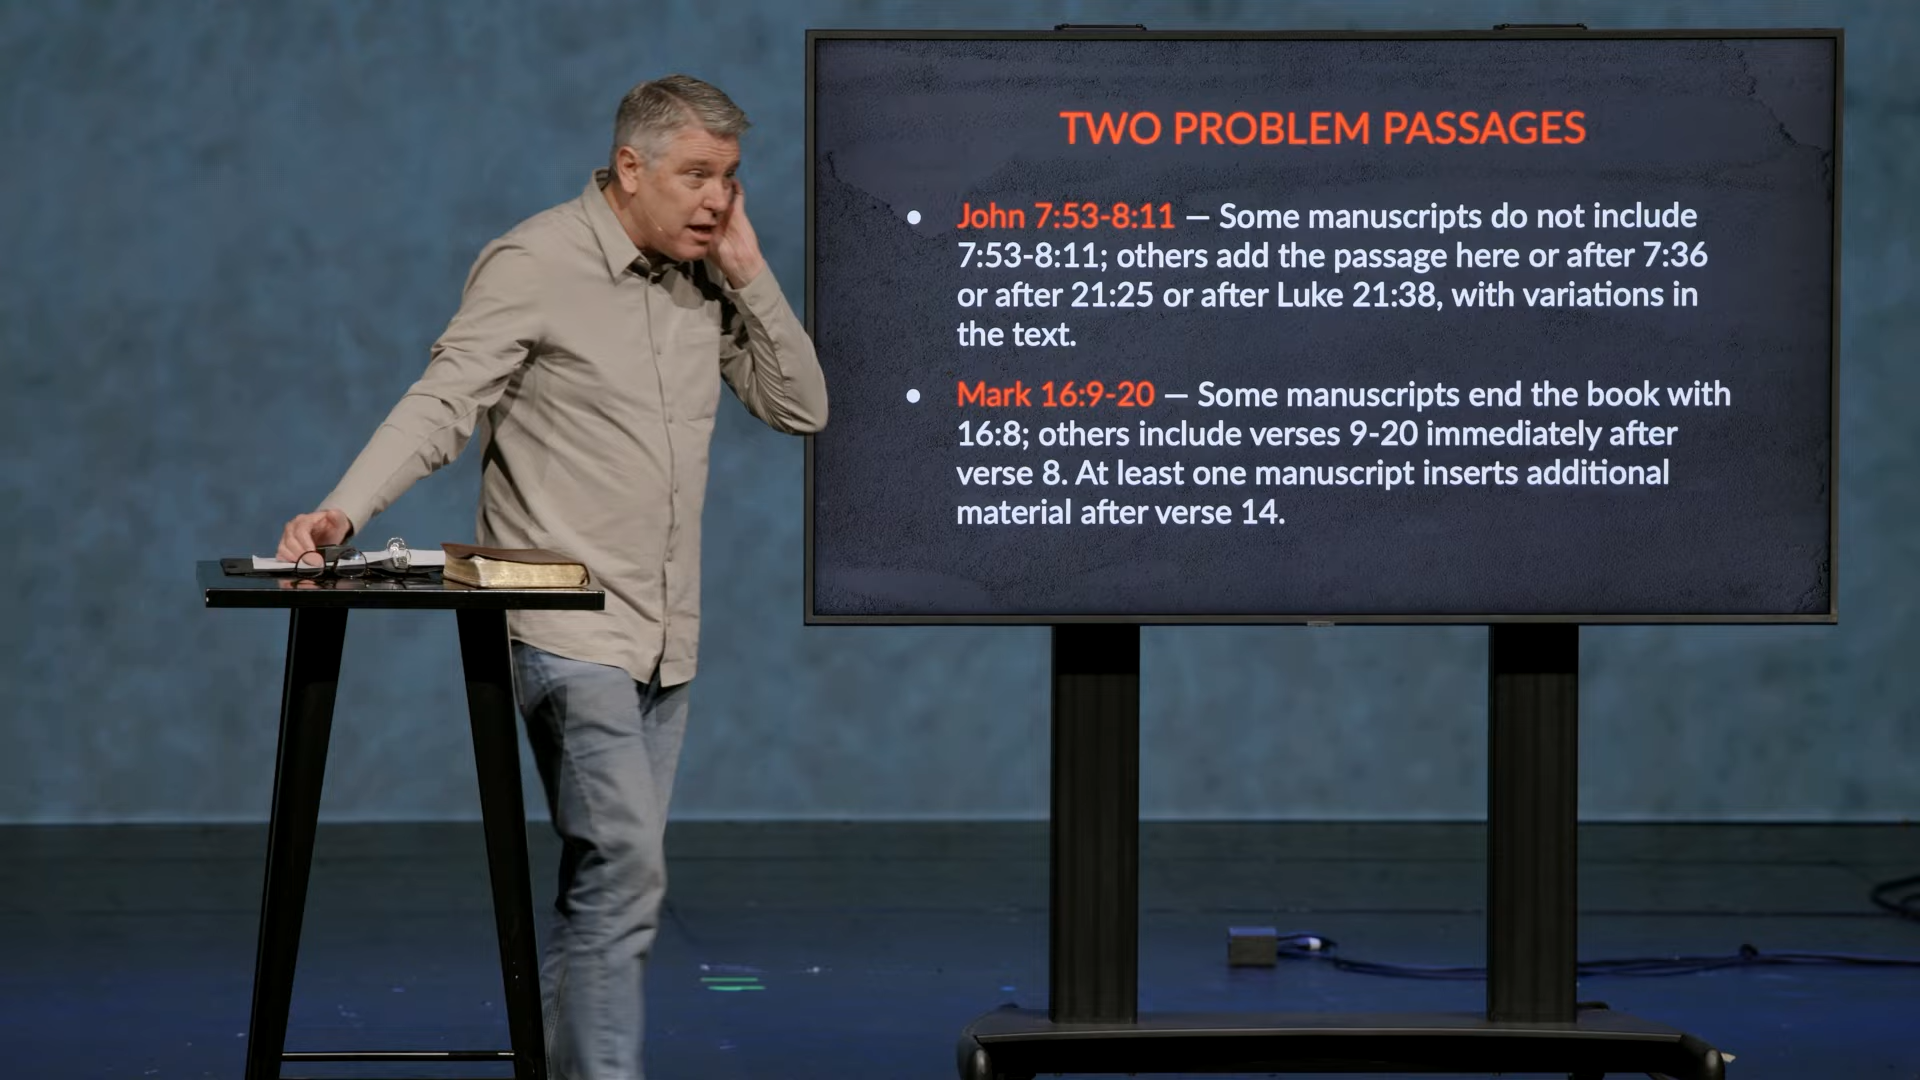 TWO PROBLEM PASSAGES
• John 7:53-8:11 — Some manuscripts do not include
7:53-8:11; others add the passage here or after 7:36
or after 21:25 or after Luke 21:38, with variations in
the text.
• Mark 16:9-20 — Some manuscripts end the book with
16:8; others include verses 9-20 immediately after
verse 8. At least one manuscript inserts additional
material after verse 14.